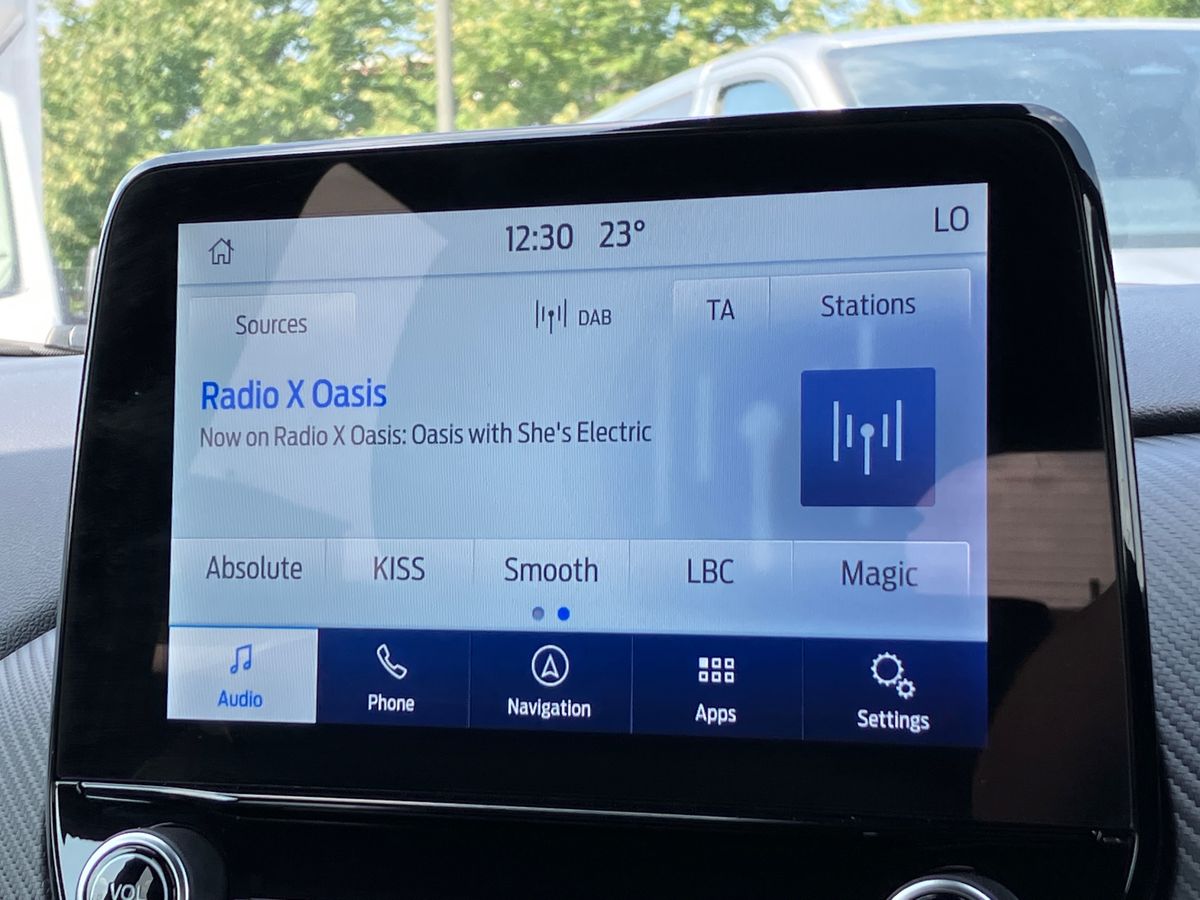 12:30 23° LO
Sources DAB TA Stations
Radio X Oasis
Now on Radio X Oasis: Oasis with She's Electric
Absolute KISS Smooth LBC Magic
Audio Phone Navigation Apps Settings
VOL